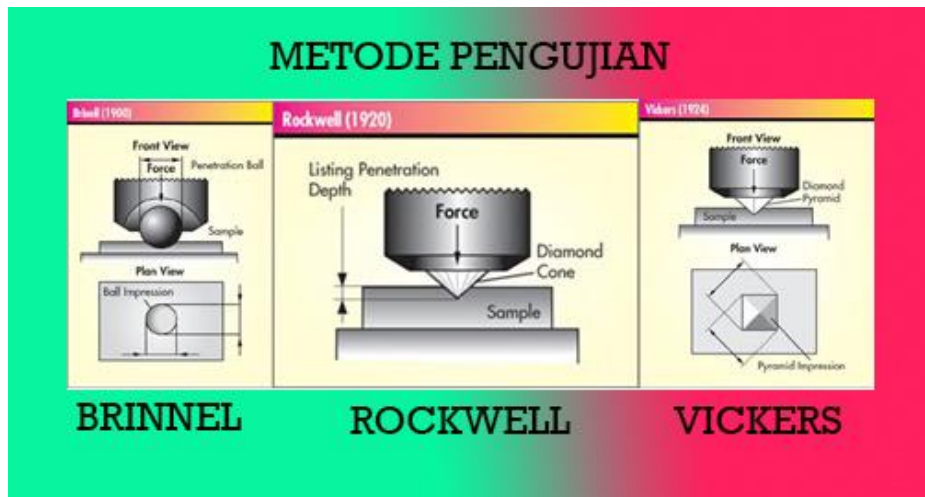 METODE PENGUJIAN
Brinell (1900)
Front View
Force
Penetration Ball
Sample
Plan View
Ball Impression
Rockwell (1920)
Listing Penetration
Depth
Force
Diamond
Cone
Sample
Vickers (1924)
Front View
Force
Diamond
Pyramid
Sample
Plan View
Pyramid Impression
BRINNEL
ROCKWELL
VICKERS